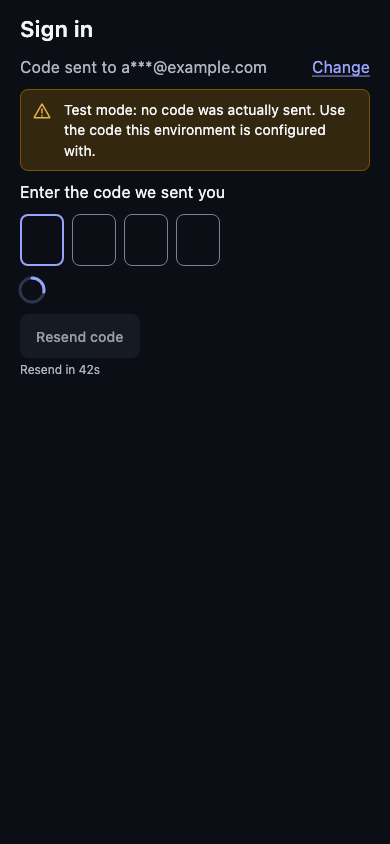 Sign in
Code sent to a***@example.com Change
Test mode: no code was actually sent. Use
the code this environment is configured
with.
Enter the code we sent you
Resend code
Resend in 42s